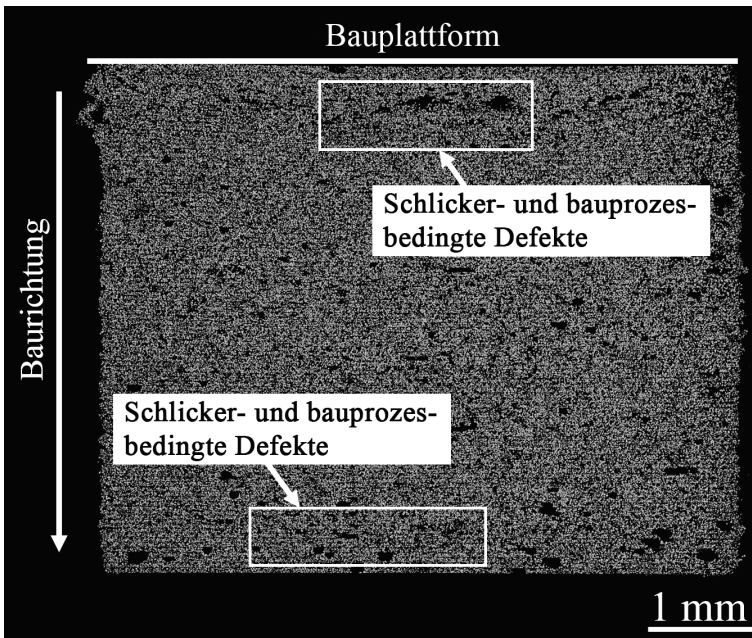 Bauplattform
Schlicker- und bauprozes-
bedingte Defekte
Baurichtung
Schlicker- und bauprozes-
bedingte Defekte
1 mm